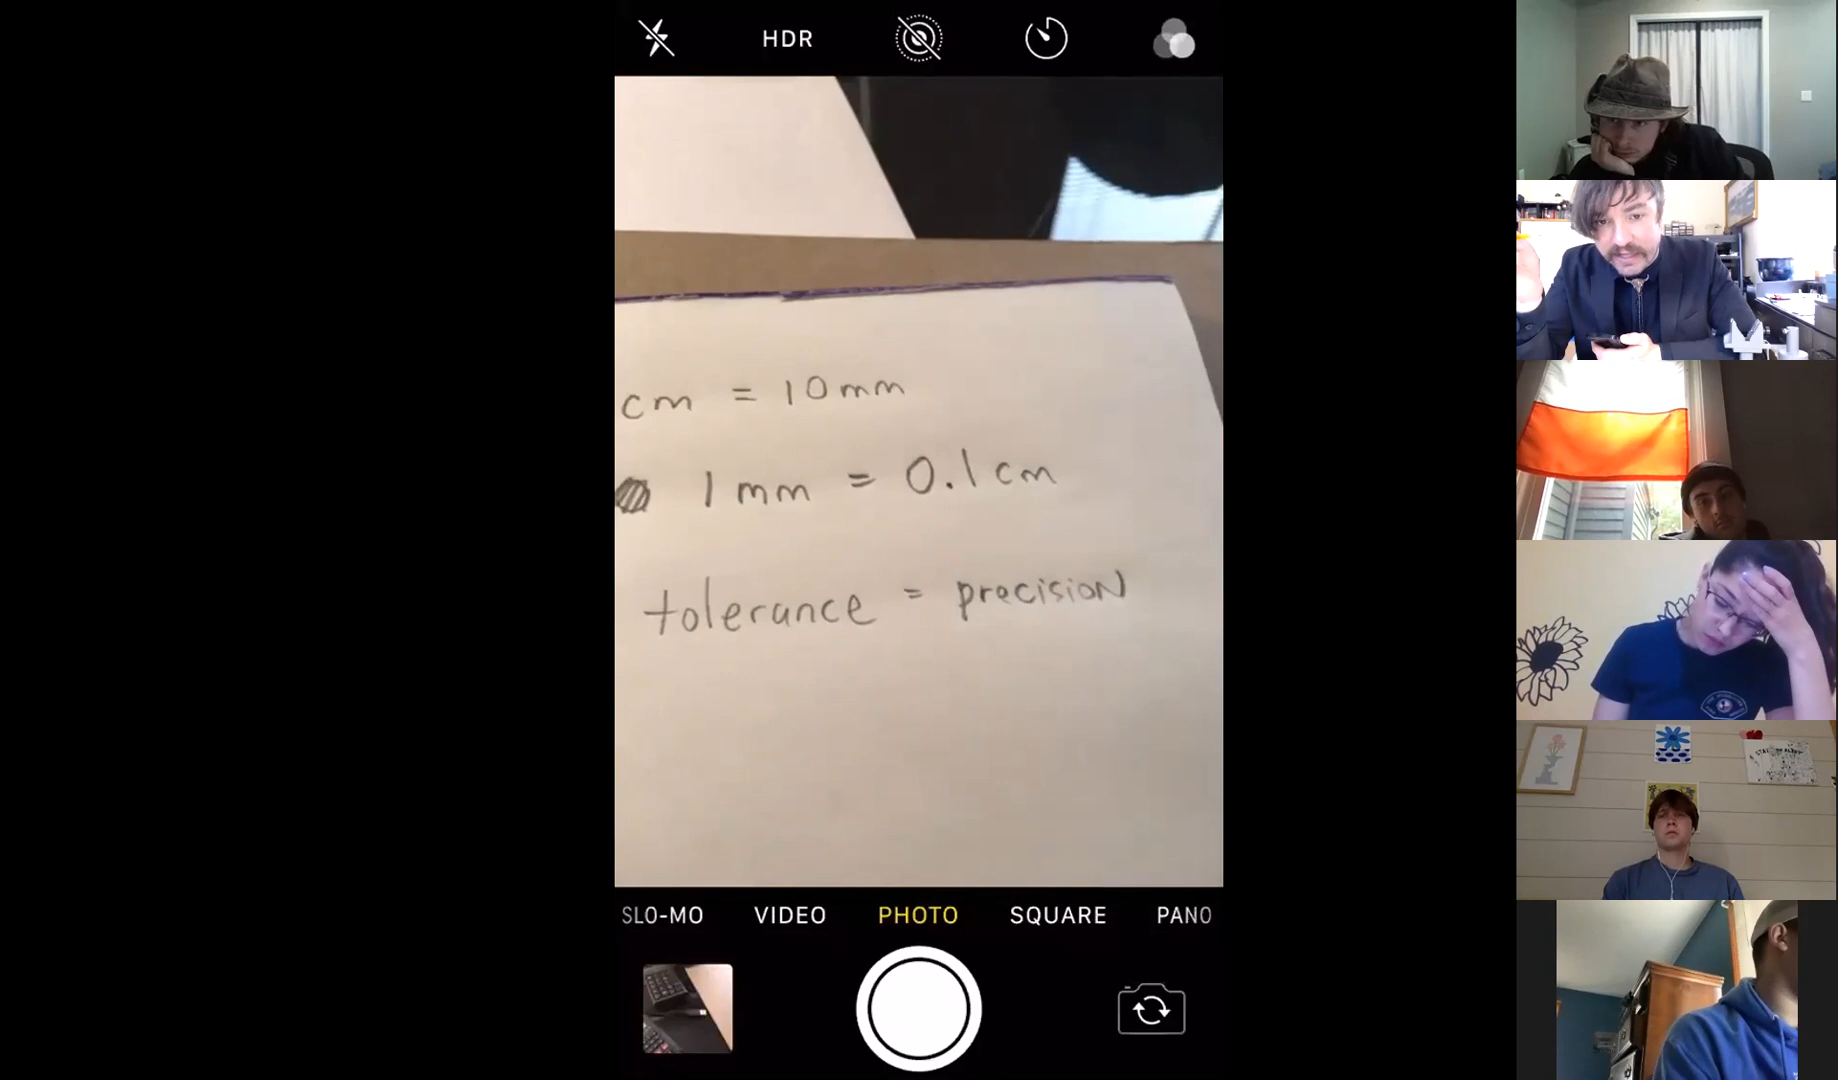 HDR
cm = 10mm
1mm = 0.1cm
tolerance = precision
SLO-MO VIDEO PHOTO SQUARE PANO